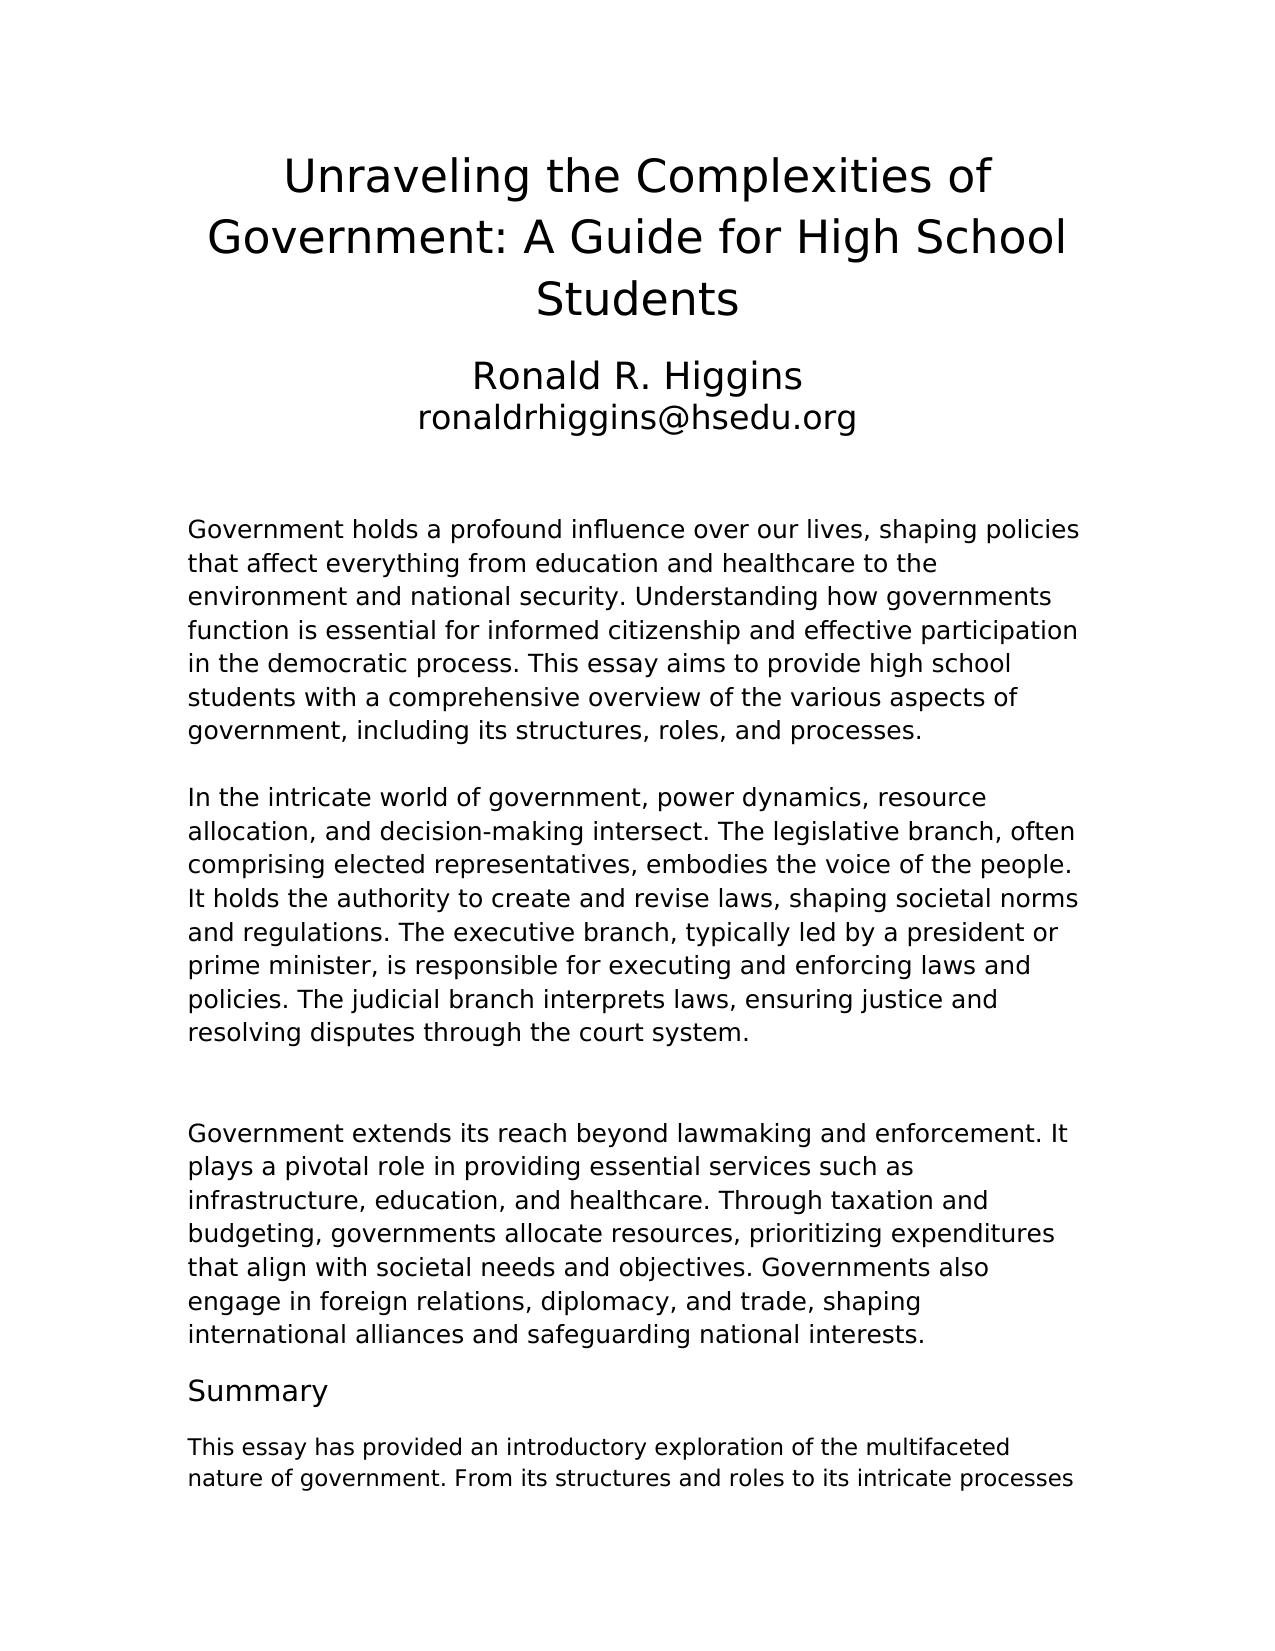 Unraveling the Complexities of
Government: A Guide for High School
Students
Ronald R. Higgins
ronaldrhiggins@hsedu.org
Government holds a profound influence over our lives, shaping policies
that affect everything from education and healthcare to the
environment and national security. Understanding how governments
function is essential for informed citizenship and effective participation
in the democratic process. This essay aims to provide high school
students with a comprehensive overview of the various aspects of
government, including its structures, roles, and processes.
In the intricate world of government, power dynamics, resource
allocation, and decision-making intersect. The legislative branch, often
comprising elected representatives, embodies the voice of the people.
It holds the authority to create and revise laws, shaping societal norms
and regulations. The executive branch, typically led by a president or
prime minister, is responsible for executing and enforcing laws and
policies. The judicial branch interprets laws, ensuring justice and
resolving disputes through the court system.
Government extends its reach beyond lawmaking and enforcement. It
plays a pivotal role in providing essential services such as
infrastructure, education, and healthcare. Through taxation and
budgeting, governments allocate resources, prioritizing expenditures
that align with societal needs and objectives. Governments also
engage in foreign relations, diplomacy, and trade, shaping
international alliances and safeguarding national interests.
Summary
This essay has provided an introductory exploration of the multifaceted
nature of government. From its structures and roles to its intricate processes